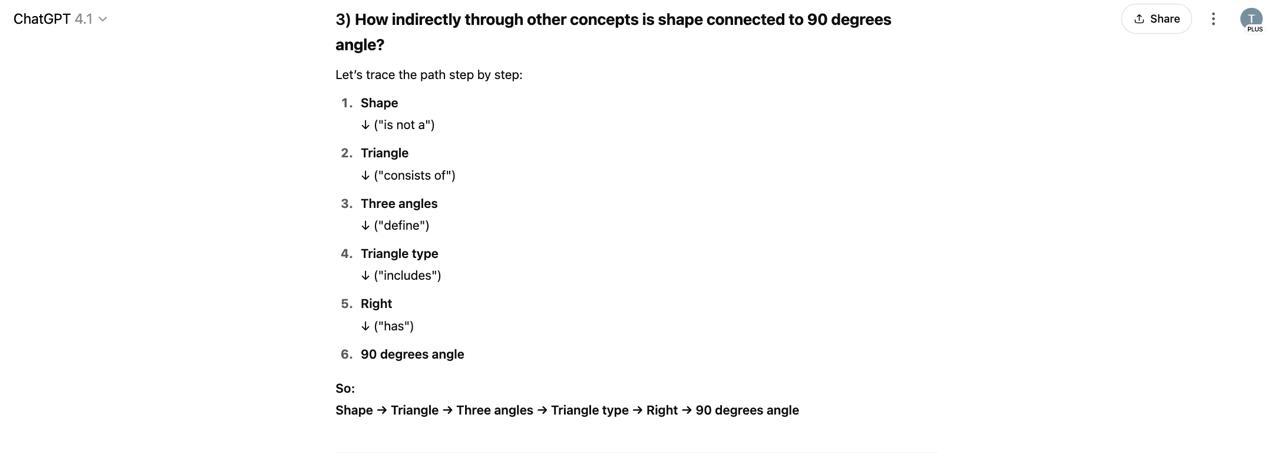 ChatGPT 4.1
Share
T
PLUS
3) How indirectly through other concepts is shape connected to 90 degrees
angle?
Let's trace the path step by step:
1. Shape
↓ ("is not a")
2. Triangle
↓ ("consists of")
3. Three angles
↓ ("define")
4. Triangle type
↓ ("includes")
5. Right
↓ ("has")
6. 90 degrees angle
So:
Shape → Triangle → Three angles → Triangle type → Right → 90 degrees angle